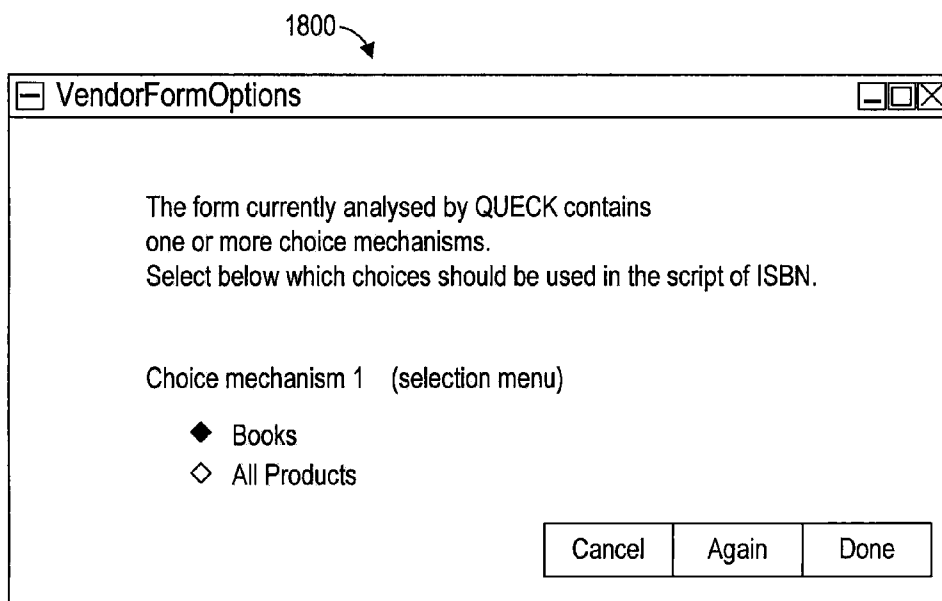 1800
VendorFormOptions
The form currently analysed by QUECK contains
one or more choice mechanisms.
Select below which choices should be used in the script of ISBN.
Choice mechanism 1 (selection menu)
Books
All Products
Cancel Again Done